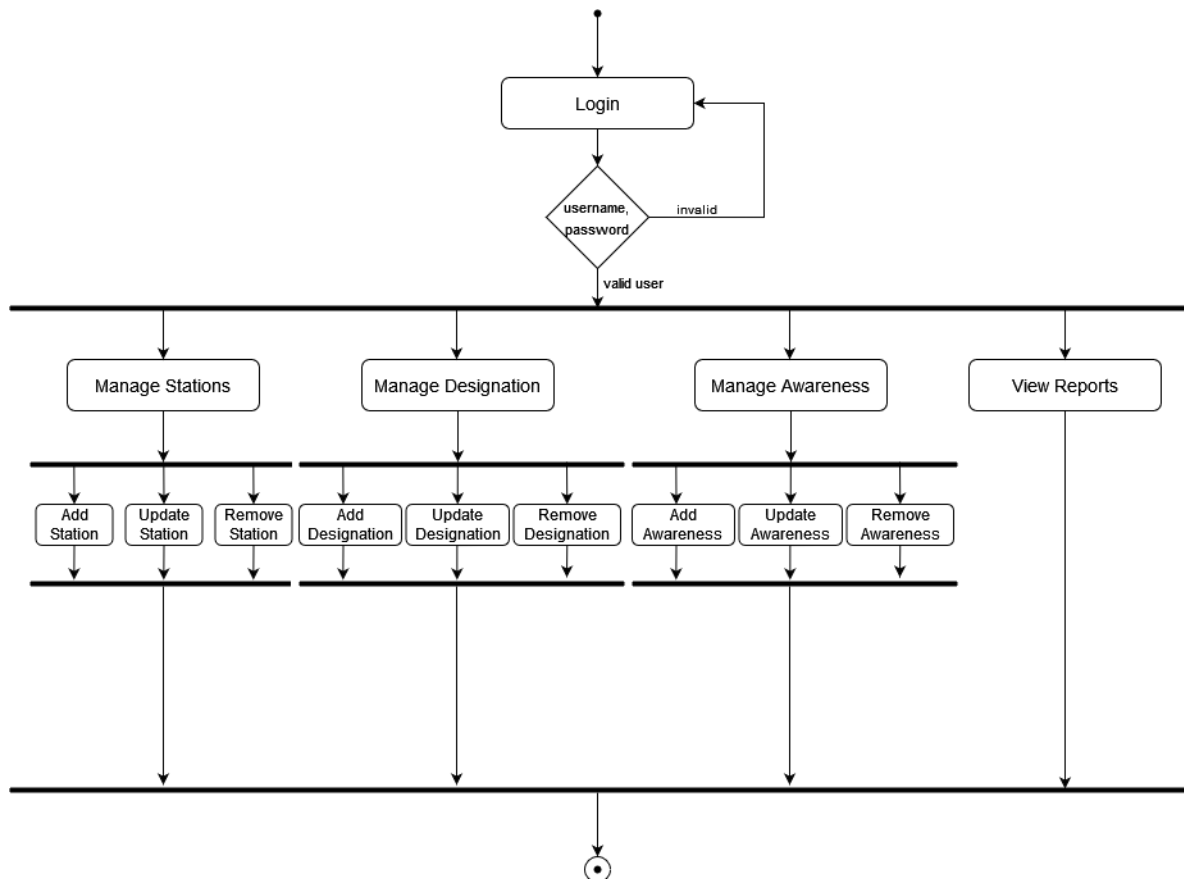 Login
username,
password
invalid
valid user
Manage Stations
Manage Designation
Manage Awareness
View Reports
Add
Station
Update
Station
Remove
Station
Add
Designation
Update
Designation
Remove
Designation
Add
Awareness
Update
Awareness
Remove
Awareness